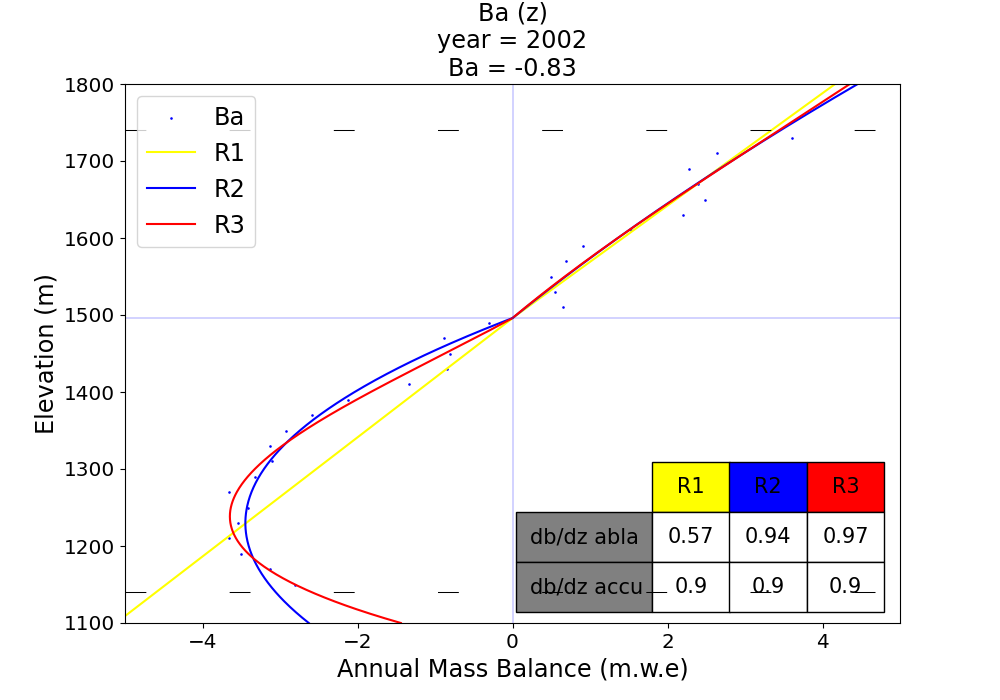 Ba (z)
year = 2002
Ba = -0.83
1800
1700
1600
1500
1400
1300
1200
1100
Elevation (m)
Ba
R1
R2
R3
R1 R2 R3
db/dz abla 0.57 0.94 0.97
db/dz accu 0.9 0.9 0.9
−4 −2 0 2 4
Annual Mass Balance (m.w.e)